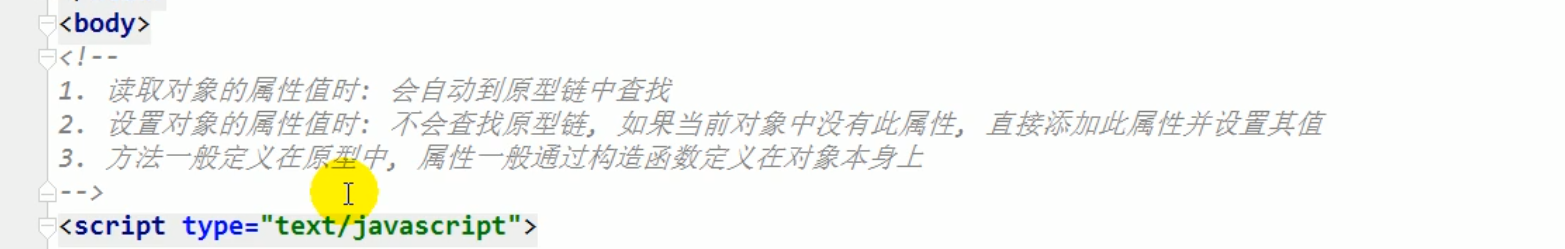 <body>
<!--
1. 读取对象的属性值时: 会自动到原型链中查找
2. 设置对象的属性值时: 不会查找原型链, 如果当前对象中没有此属性, 直接添加此属性并设置其值
3. 方法一般定义在原型中, 属性一般通过构造函数定义在对象本身上
-->
<script type="text/javascript">